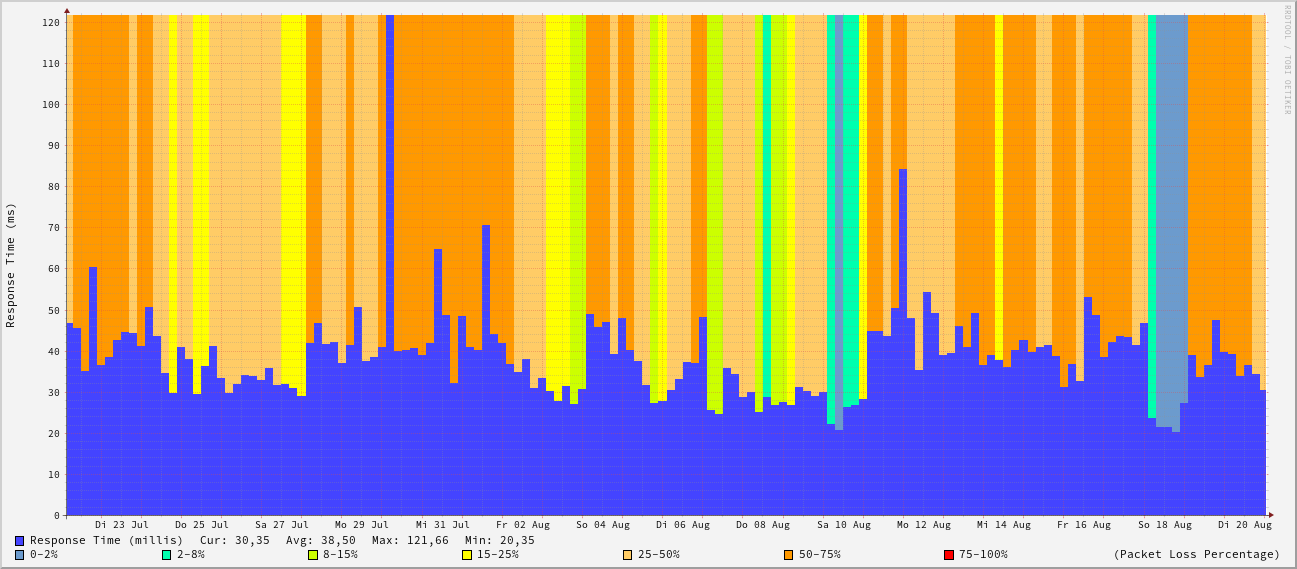 RRDTOOL / TOBI OETIKER
Response Time (ms)
120
110
100
90
80
70
60
50
40
30
20
10
0
Di 23 Jul Do 25 Jul Sa 27 Jul Mo 29 Jul Mi 31 Jul Fr 02 Aug So 04 Aug Di 06 Aug Do 08 Aug Sa 10 Aug Mo 12 Aug Mi 14 Aug Fr 16 Aug So 18 Aug Di 20 Aug
Response Time (millis) Cur: 30,35 Avg: 38,50 Max: 121,66 Min: 20,35
0-2% 2-8% 8-15% 15-25% 25-50% 50-75% 75-100% (Packet Loss Percentage)